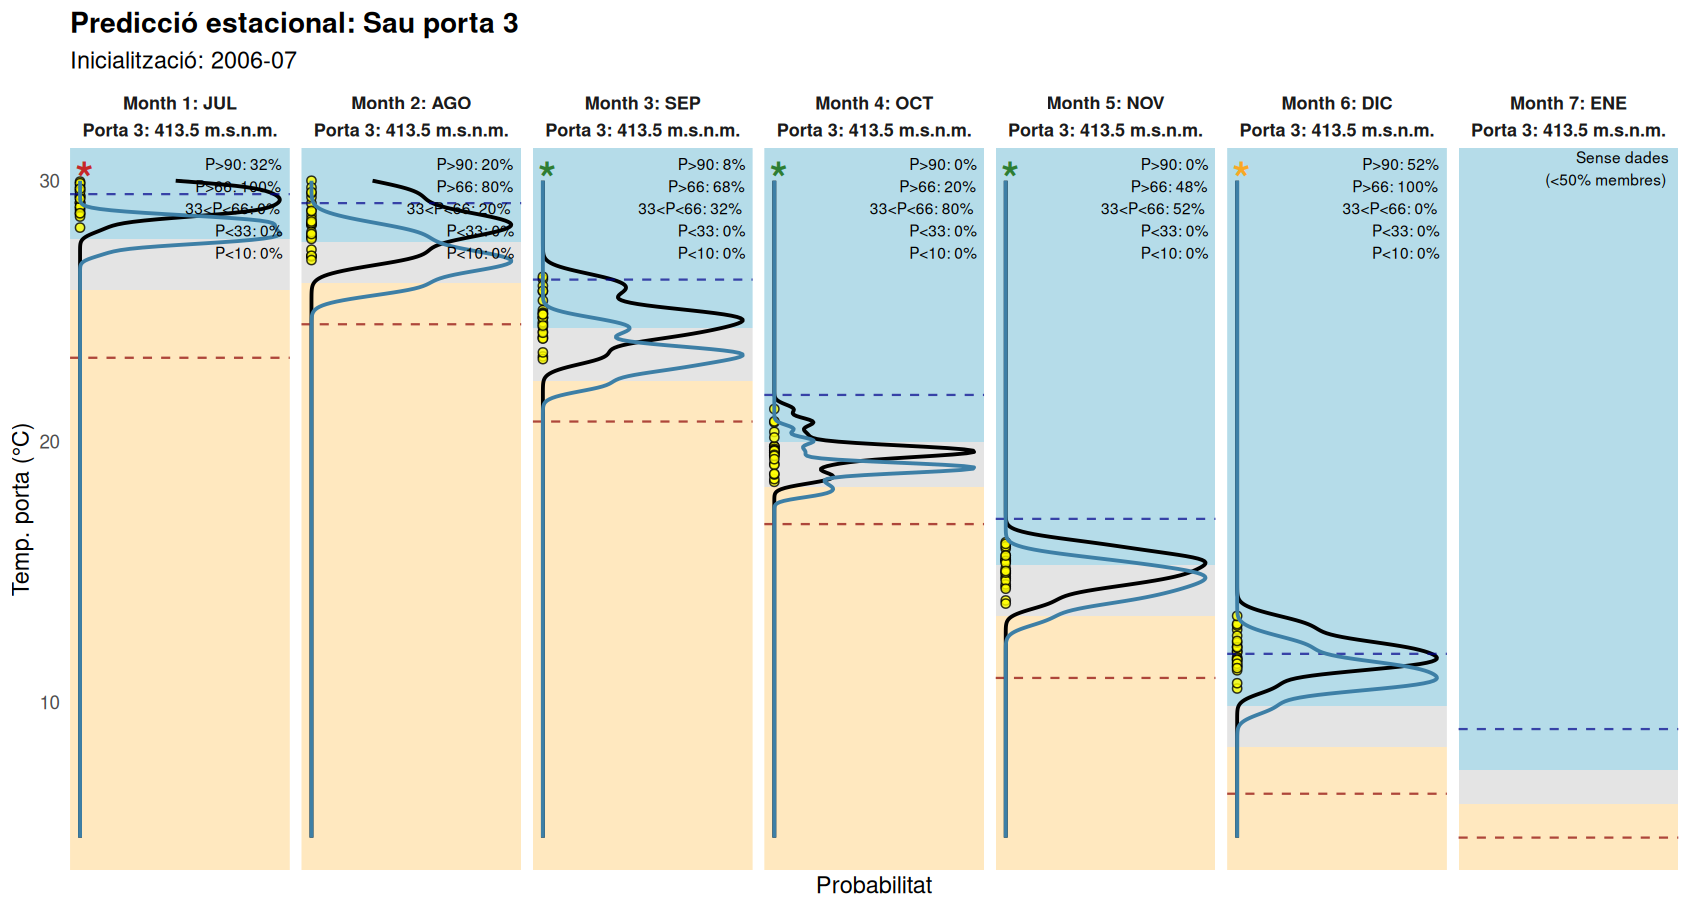 Predicció estacional: Sau porta 3
Inicialització: 2006-07
Month 1: JUL
Porta 3: 413.5 m.s.n.m.
Month 2: AGO
Porta 3: 413.5 m.s.n.m.
Month 3: SEP
Porta 3: 413.5 m.s.n.m.
Month 4: OCT
Porta 3: 413.5 m.s.n.m.
Month 5: NOV
Porta 3: 413.5 m.s.n.m.
Month 6: DIC
Porta 3: 413.5 m.s.n.m.
Month 7: ENE
Porta 3: 413.5 m.s.n.m.
P>90: 32%
P>66: 100%
33<P<66: 0%
P<33: 0%
P<10: 0%
P>90: 20%
P>66: 80%
33<P<66: 20%
P<33: 0%
P<10: 0%
P>90: 8%
P>66: 68%
33<P<66: 32%
P<33: 0%
P<10: 0%
P>90: 0%
P>66: 20%
33<P<66: 80%
P<33: 0%
P<10: 0%
P>90: 0%
P>66: 48%
33<P<66: 52%
P<33: 0%
P<10: 0%
P>90: 52%
P>66: 100%
33<P<66: 0%
P<33: 0%
P<10: 0%
Sense dades
(<50% membres)
30
20
10
Temp. porta (°C)
Probabilitat